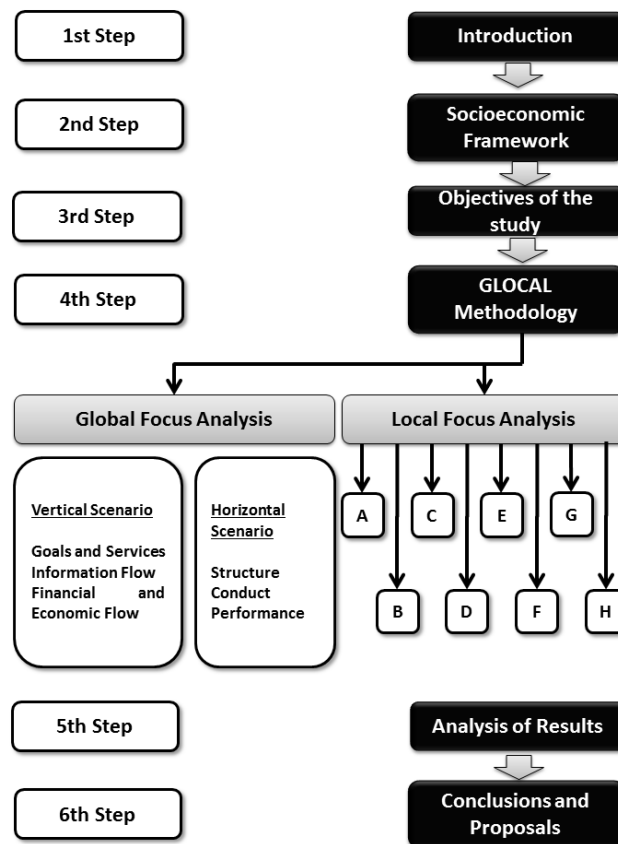 1st Step
Introduction
2nd Step
Socioeconomic
Framework
3rd Step
Objectives of the
study
4th Step
GLOCAL
Methodology
Global Focus Analysis
Local Focus Analysis
Vertical Scenario
Goals and Services
Information Flow
Financial and
Economic Flow
Horizontal
Scenario
Structure
Conduct
Performance
A
C
E
G
B
D
F
H
5th Step
Analysis of Results
6th Step
Conclusions and
Proposals